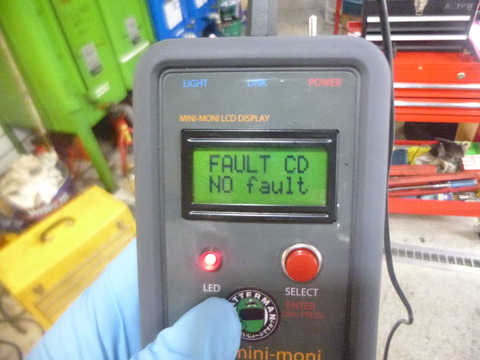 LIGHT LINK POWER
MINI-MONI LCD DISPLAY
FAULT CD
NO fault
LED
SELECT
ENTER
mini-moni